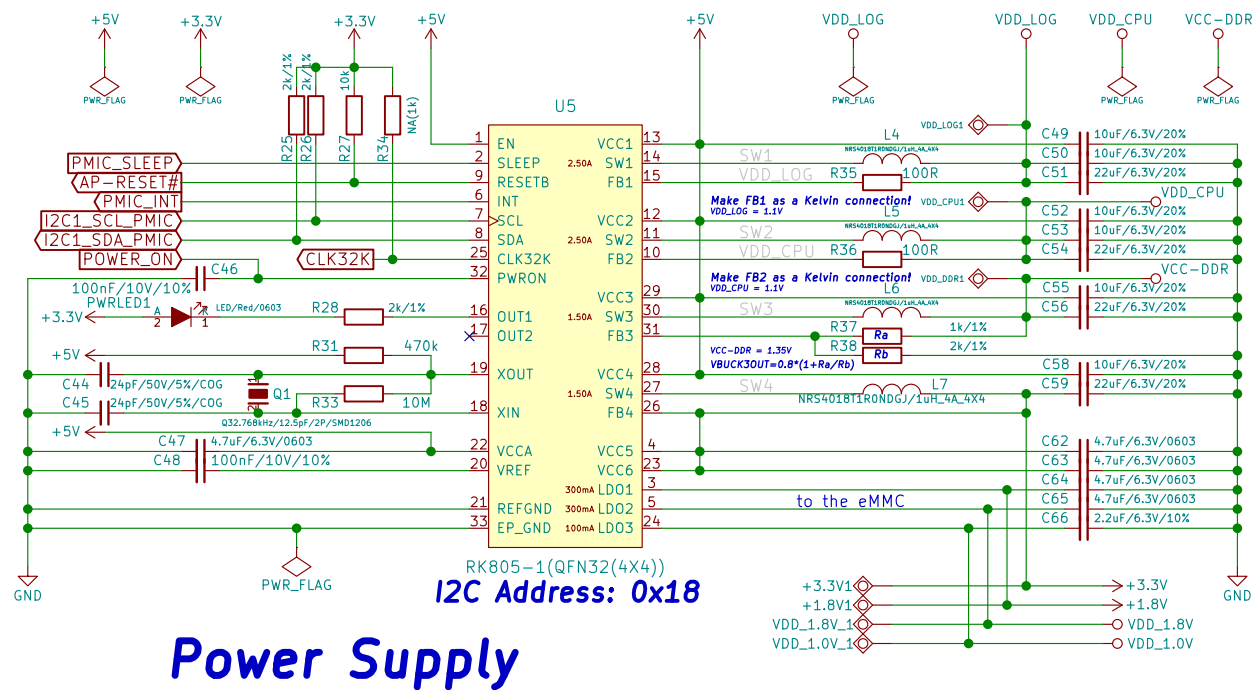 +5V +3.3V +3.3V +5V +5V VDD_LOG VDD_LOG VDD_CPU VCC-DDR
PWR_FLAG PWR_FLAG PWR_FLAG PWR_FLAG PWR_FLAG
2k/1% 2k/1% 10k NA(1k)
R25 R26 R27 R34
U5
PMIC_SLEEP
AP-RESET#
PMIC_INT
I2C1_SCL_PMIC
I2C1_SDA_PMIC
POWER_ON
CLK32K
C46
100nF/10V/10%
PWRLED1
+3.3V A 2 K 1 LED/Red/0603 R28 2k/1%
+5V R31 470k
C44 24pF/50V/5%/COG
Q1
1 2
R33 10M
C45 24pF/50V/5%/COG
Q32.768kHz/12.5pF/2P/SMD1206
+5V
C47 4.7uF/6.3V/0603
C48 100nF/10V/10%
PWR_FLAG
GND
1 EN VCC1 13
2 SLEEP 2.50A SW1 14
9 RESETB FB1 15
6 INT
7 SCL VCC2 12
8 SDA 2.50A SW2 11
25 CLK32K FB2 10
32 PWRON
VCC3 29
16 OUT1 1.50A SW3 30
17 OUT2 FB3 31
19 XOUT VCC4 28
1.50A SW4 27
18 XIN FB4 26
22 VCCA VCC5 4
20 VREF VCC6 23
300mA LDO1 3
21 REFGND 300mA LDO2 5
33 EP_GND 100mA LDO3 24
RK805-1(QFN32(4X4))
I2C Address: 0x18
VDD_LOG1
L4
NRS4018T1R0NDGJ/1uH_4A_4X4
SW1
VDD_LOG R35 100R
Make FB1 as a Kelvin connection!
VDD_LOG = 1.1V
VDD_CPU1 VDD_CPU
L5
NRS4018T1R0NDGJ/1uH_4A_4X4
SW2
VDD_CPU R36 100R
Make FB2 as a Kelvin connection!
VDD_CPU = 1.1V
VDD_DDR1 VCC-DDR
L6
NRS4018T1R0NDGJ/1uH_4A_4X4
SW3
R37 Ra 1k/1%
R38 Rb 2k/1%
VCC-DDR = 1.35V
VBUCK3OUT=0.8*(1+Ra/Rb)
SW4 L7
NRS4018T1R0NDGJ/1uH_4A_4X4
C49 10uF/6.3V/20%
C50 10uF/6.3V/20%
C51 22uF/6.3V/20%
C52 10uF/6.3V/20%
C53 10uF/6.3V/20%
C54 22uF/6.3V/20%
C55 10uF/6.3V/20%
C56 22uF/6.3V/20%
C58 10uF/6.3V/20%
C59 22uF/6.3V/20%
C62 4.7uF/6.3V/0603
C63 4.7uF/6.3V/0603
C64 4.7uF/6.3V/0603
C65 4.7uF/6.3V/0603
C66 2.2uF/6.3V/10%
to the eMMC
GND
+3.3V1 +3.3V
+1.8V1 +1.8V
VDD_1.8V_1 VDD_1.8V
VDD_1.0V_1 VDD_1.0V
Power Supply